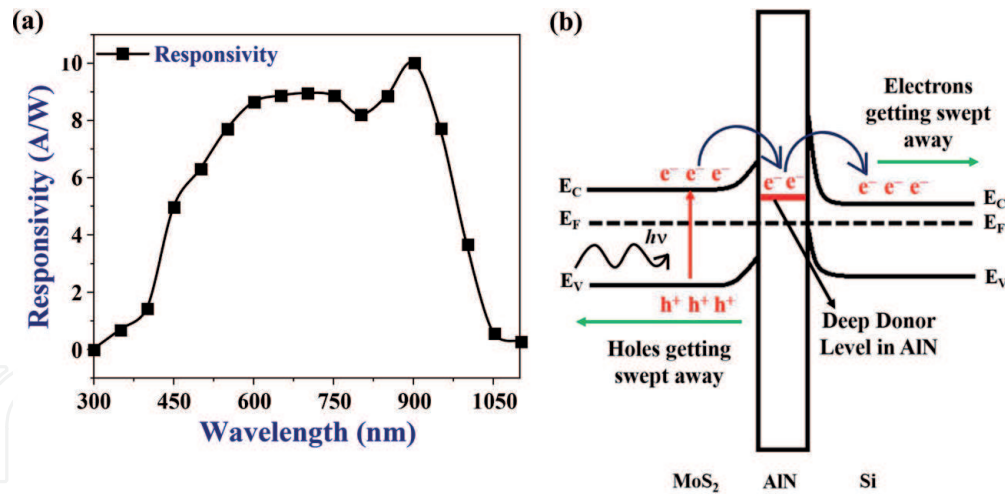 (a)
Responsivity
10
8
6
4
2
0
Responsivity (A/W)
300 450 600 750 900 1050
Wavelength (nm)
(b)
Electrons
getting swept
away
e⁻ e⁻ e⁻
e⁻ e⁻
e⁻ e⁻ e⁻
E_C
E_C
E_F
E_F
hν
E_V
E_V
h⁺ h⁺ h⁺
Holes getting
swept away
Deep Donor
Level in AlN
MoS₂ AlN Si